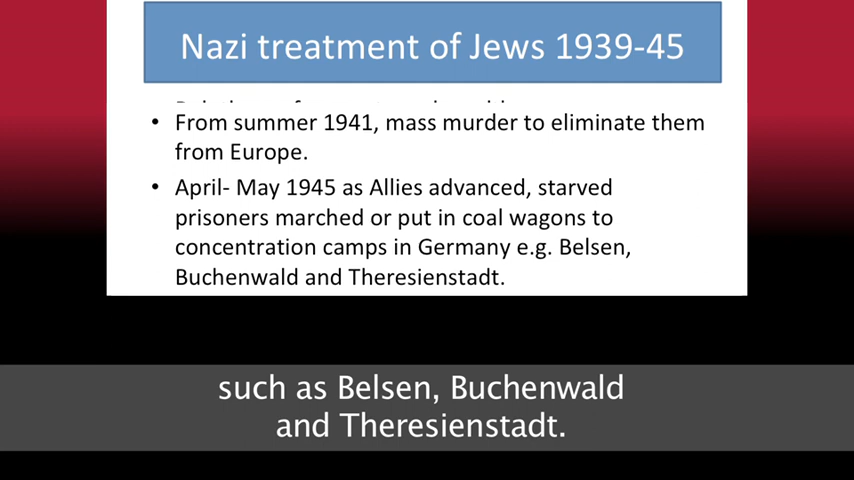 Nazi treatment of Jews 1939-45
• From summer 1941, mass murder to eliminate them
from Europe.
• April- May 1945 as Allies advanced, starved
prisoners marched or put in coal wagons to
concentration camps in Germany e.g. Belsen,
Buchenwald and Theresienstadt.
such as Belsen, Buchenwald
and Theresienstadt.